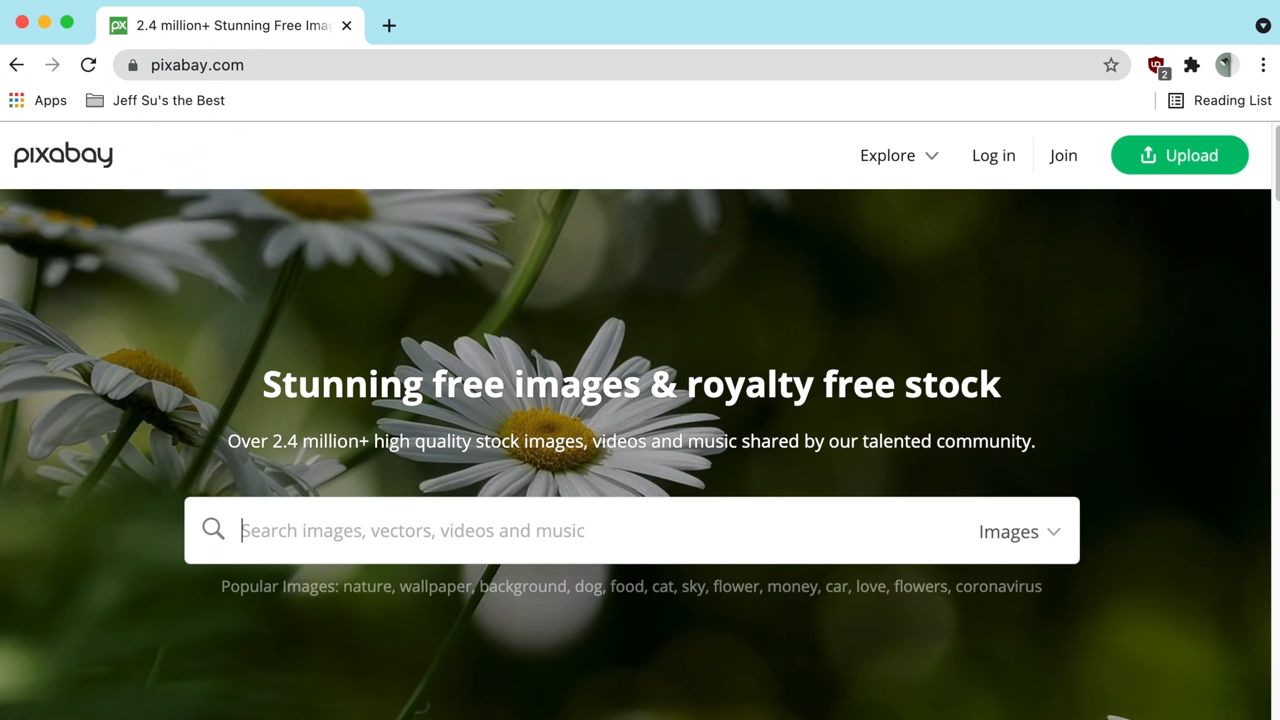 px 2.4 million+ Stunning Free Ima
pixabay.com
2
Apps Jeff Su's the Best Reading List
pixabay Explore Log in Join Upload
Stunning free images & royalty free stock
Over 2.4 million+ high quality stock images, videos and music shared by our talented community.
Search images, vectors, videos and music Images
Popular Images: nature, wallpaper, background, dog, food, cat, sky, flower, money, car, love, flowers, coronavirus